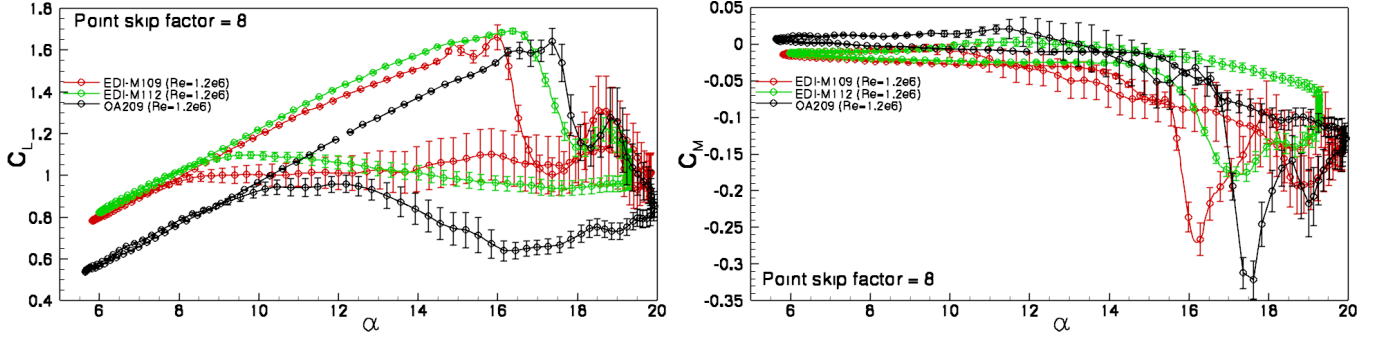 Point skip factor = 8
1.8
1.6
1.4
1.2
1
0.8
0.6
0.4
C_L
EDI-M109 (Re=1.2e6)
EDI-M112 (Re=1.2e6)
OA209 (Re=1.2e6)
6 8 10 12 14 16 18 20
α
0.05
0
-0.05
-0.1
-0.15
-0.2
-0.25
-0.3
-0.35
C_M
EDI-M109 (Re=1.2e6)
EDI-M112 (Re=1.2e6)
OA209 (Re=1.2e6)
Point skip factor = 8
6 8 10 12 14 16 18 20
α